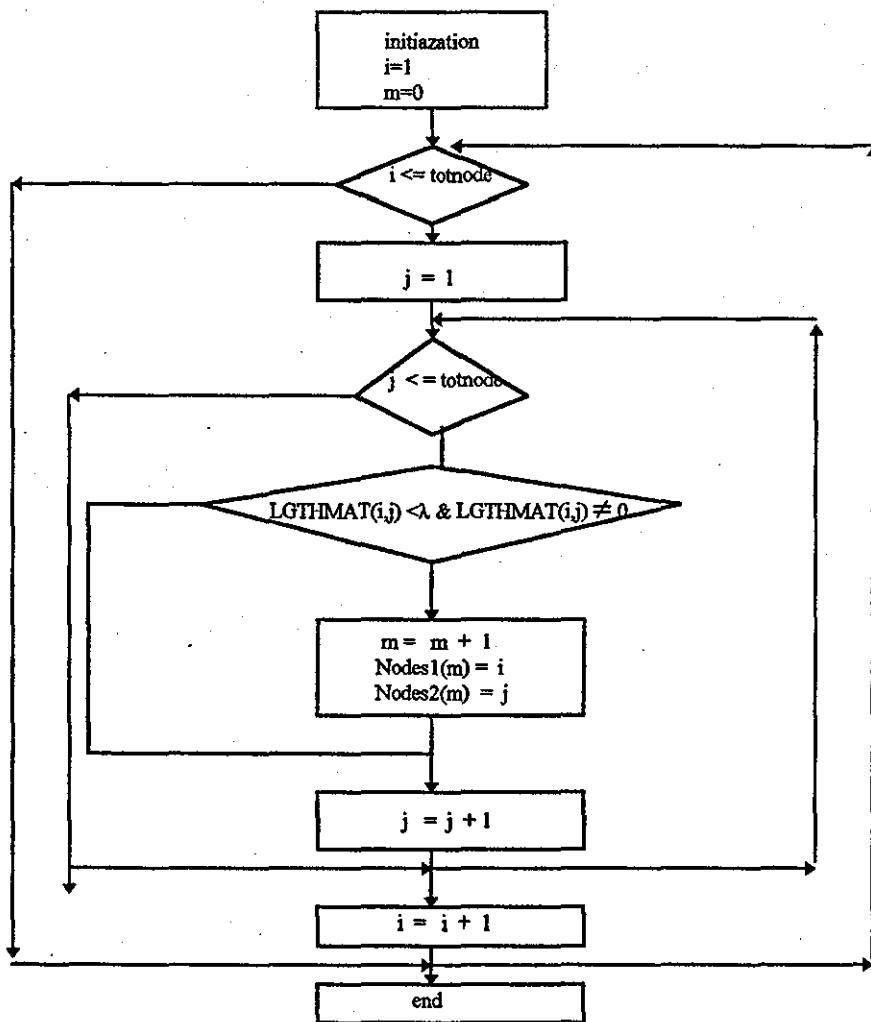 initiazation
i=1
m=0
i <= totnode
j = 1
j <= totnode
LGTHMAT(i,j) <λ & LGTHMAT(i,j) ≠ 0
m = m + 1
Nodes1(m) = i
Nodes2(m) = j
j = j +1
i = i + 1
end